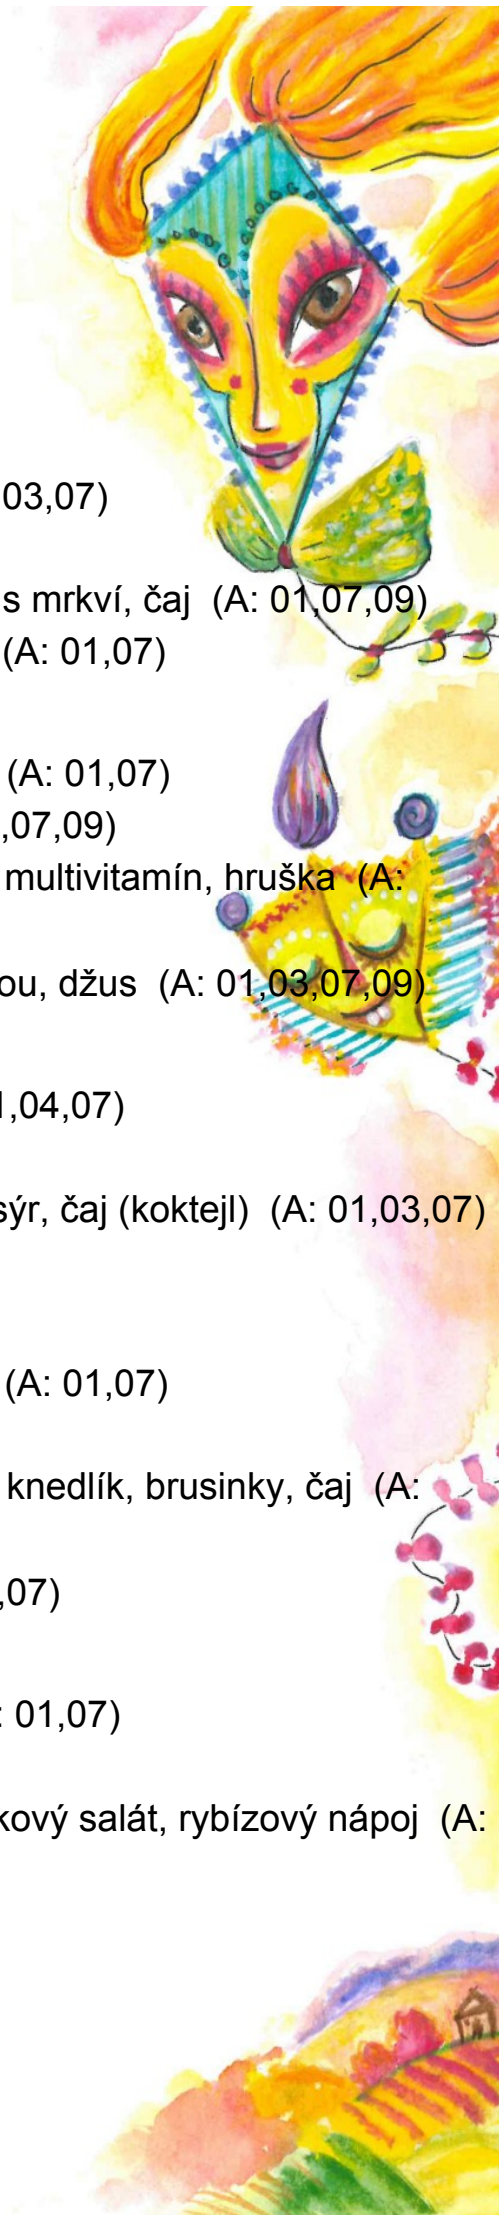 03,07)
s mrkví, čaj (A: 01,07,09)
(A: 01,07)
(A: 01,07)
,07,09)
multivitamín, hruška (A:
ou, džus (A: 01,03,07,09)
,04,07)
sýr, čaj (koktejl) (A: 01,03,07)
(A: 01,07)
knedlík, brusinky, čaj (A:
,07)
: 01,07)
kový salát, rybízový nápoj (A: